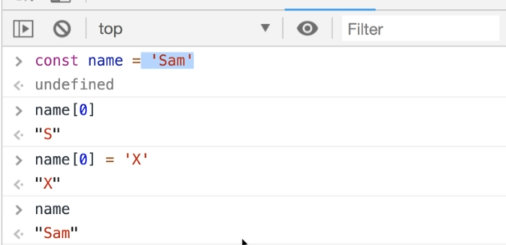 top Filter
> const name = 'Sam'
< undefined
> name[0]
< "S"
> name[0] = 'X'
< "X"
> name
< "Sam"